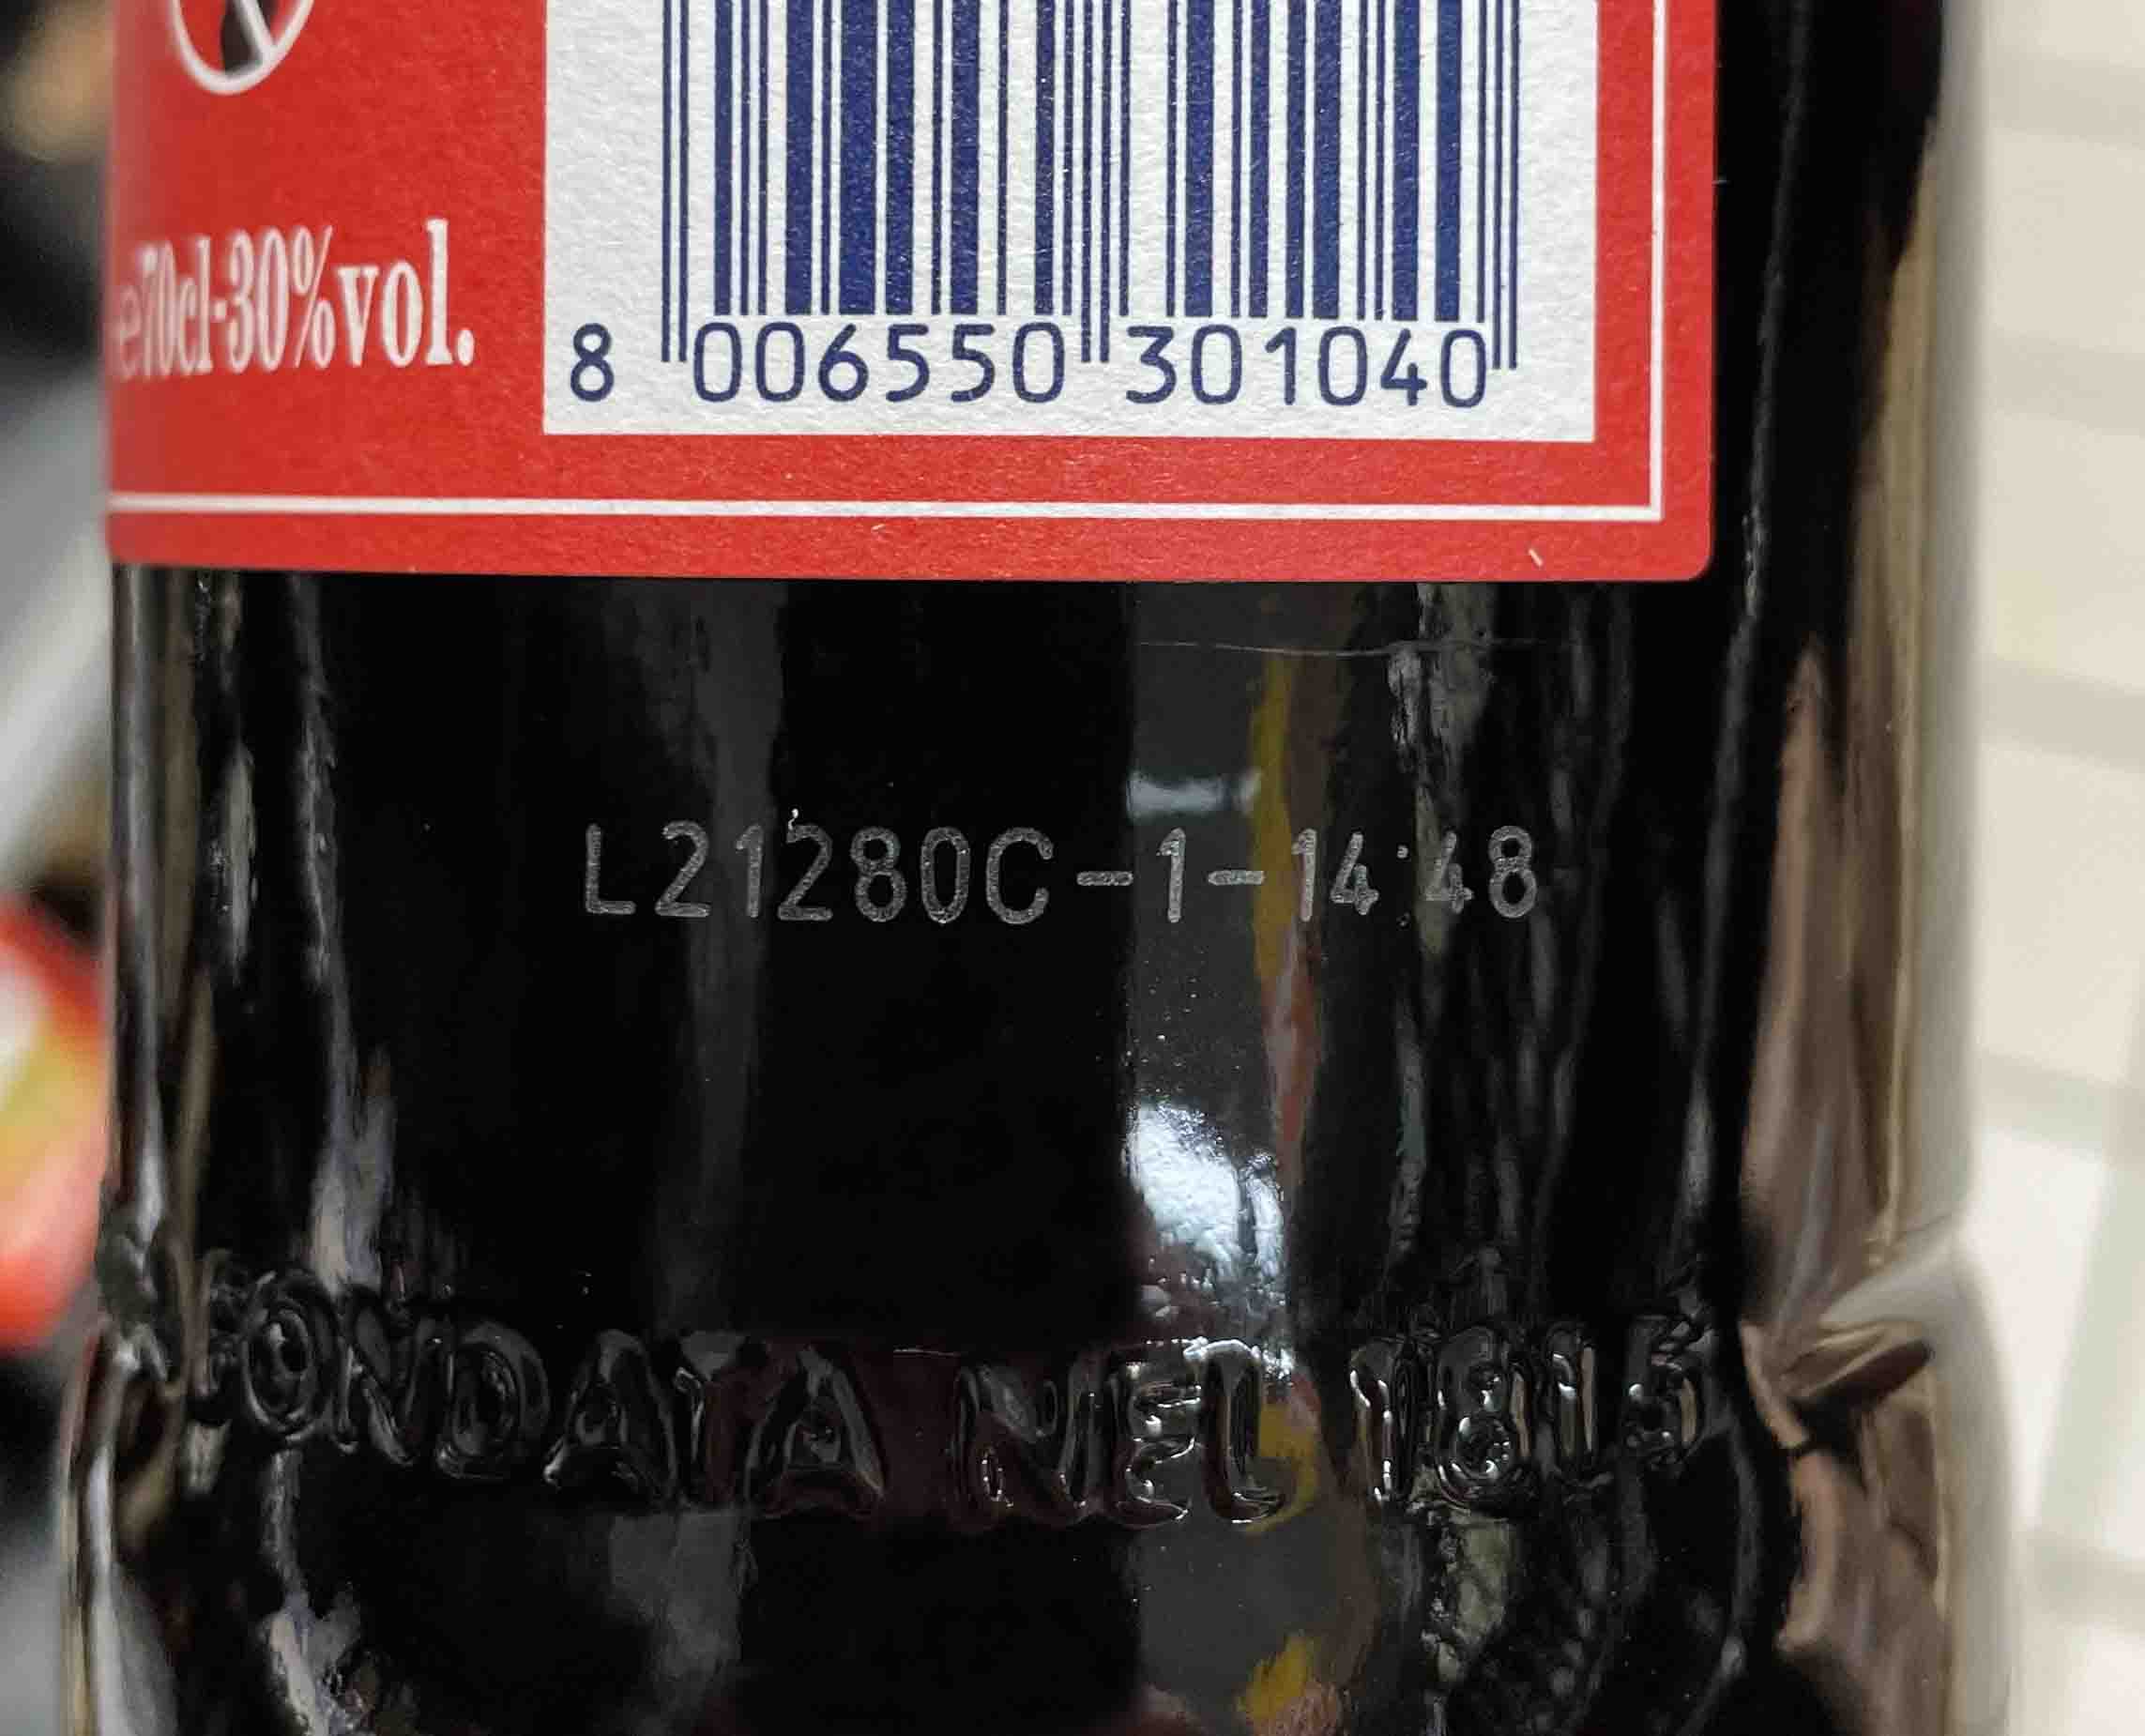 e70cl-30%vol.
8 006550 301040
L21280C-1-14:48
FONDATA NEL 1815